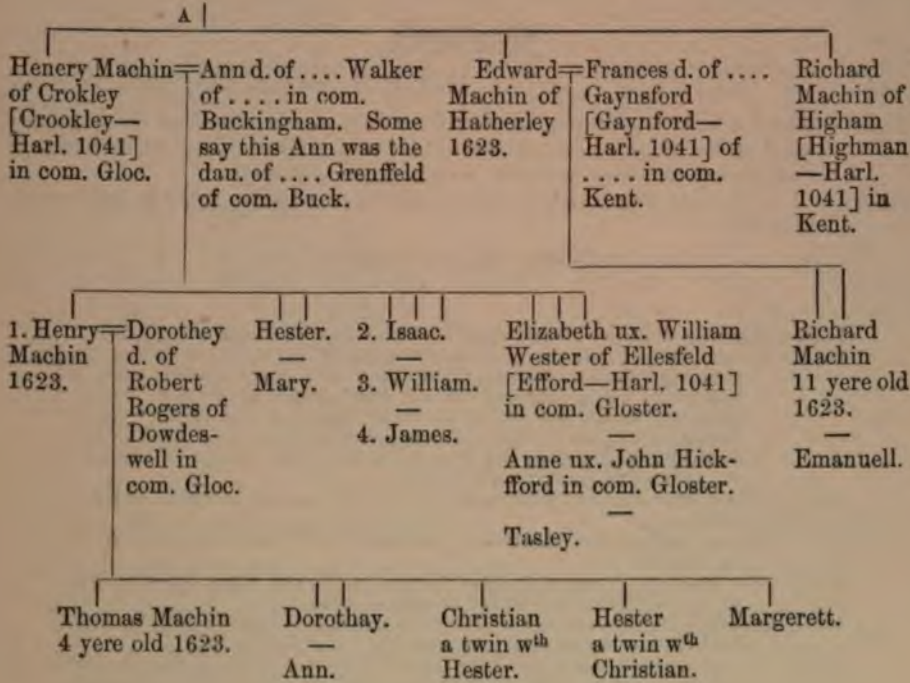 A
Henery Machin=Ann d. of ....Walker
of Crokley of .... in com.
[Crookley— Buckingham. Some
Harl. 1041] say this Ann was the
in com. Gloc. dau. of .... Grenffeld
of com. Buck.
Edward=Frances d. of ....
Machin of Gaynsford
Hatherley [Gaynford—
1623. Harl. 1041] of
.... in com.
Kent.
Richard
Machin of
Higham
[Highman
—Harl.
1041] in
Kent.
1. Henry=Dorothey
Machin d. of
1623. Robert
Rogers of
Dowdes-
well in
com. Gloc.
Hester.
—
Mary.
2. Isaac.
—
3. William.
—
4. James.
Elizabeth ux. William
Wester of Ellesfeld
[Efford—Harl. 1041]
in com. Gloster.
—
Anne ux. John Hick-
fford in com. Gloster.
—
Tasley.
Richard
Machin
11 yere old
1623.
—
Emanuell.
Thomas Machin
4 yere old 1623.
Dorothay.
—
Ann.
Christian
a twin wth
Hester.
Hester
a twin wth
Christian.
Margerett.